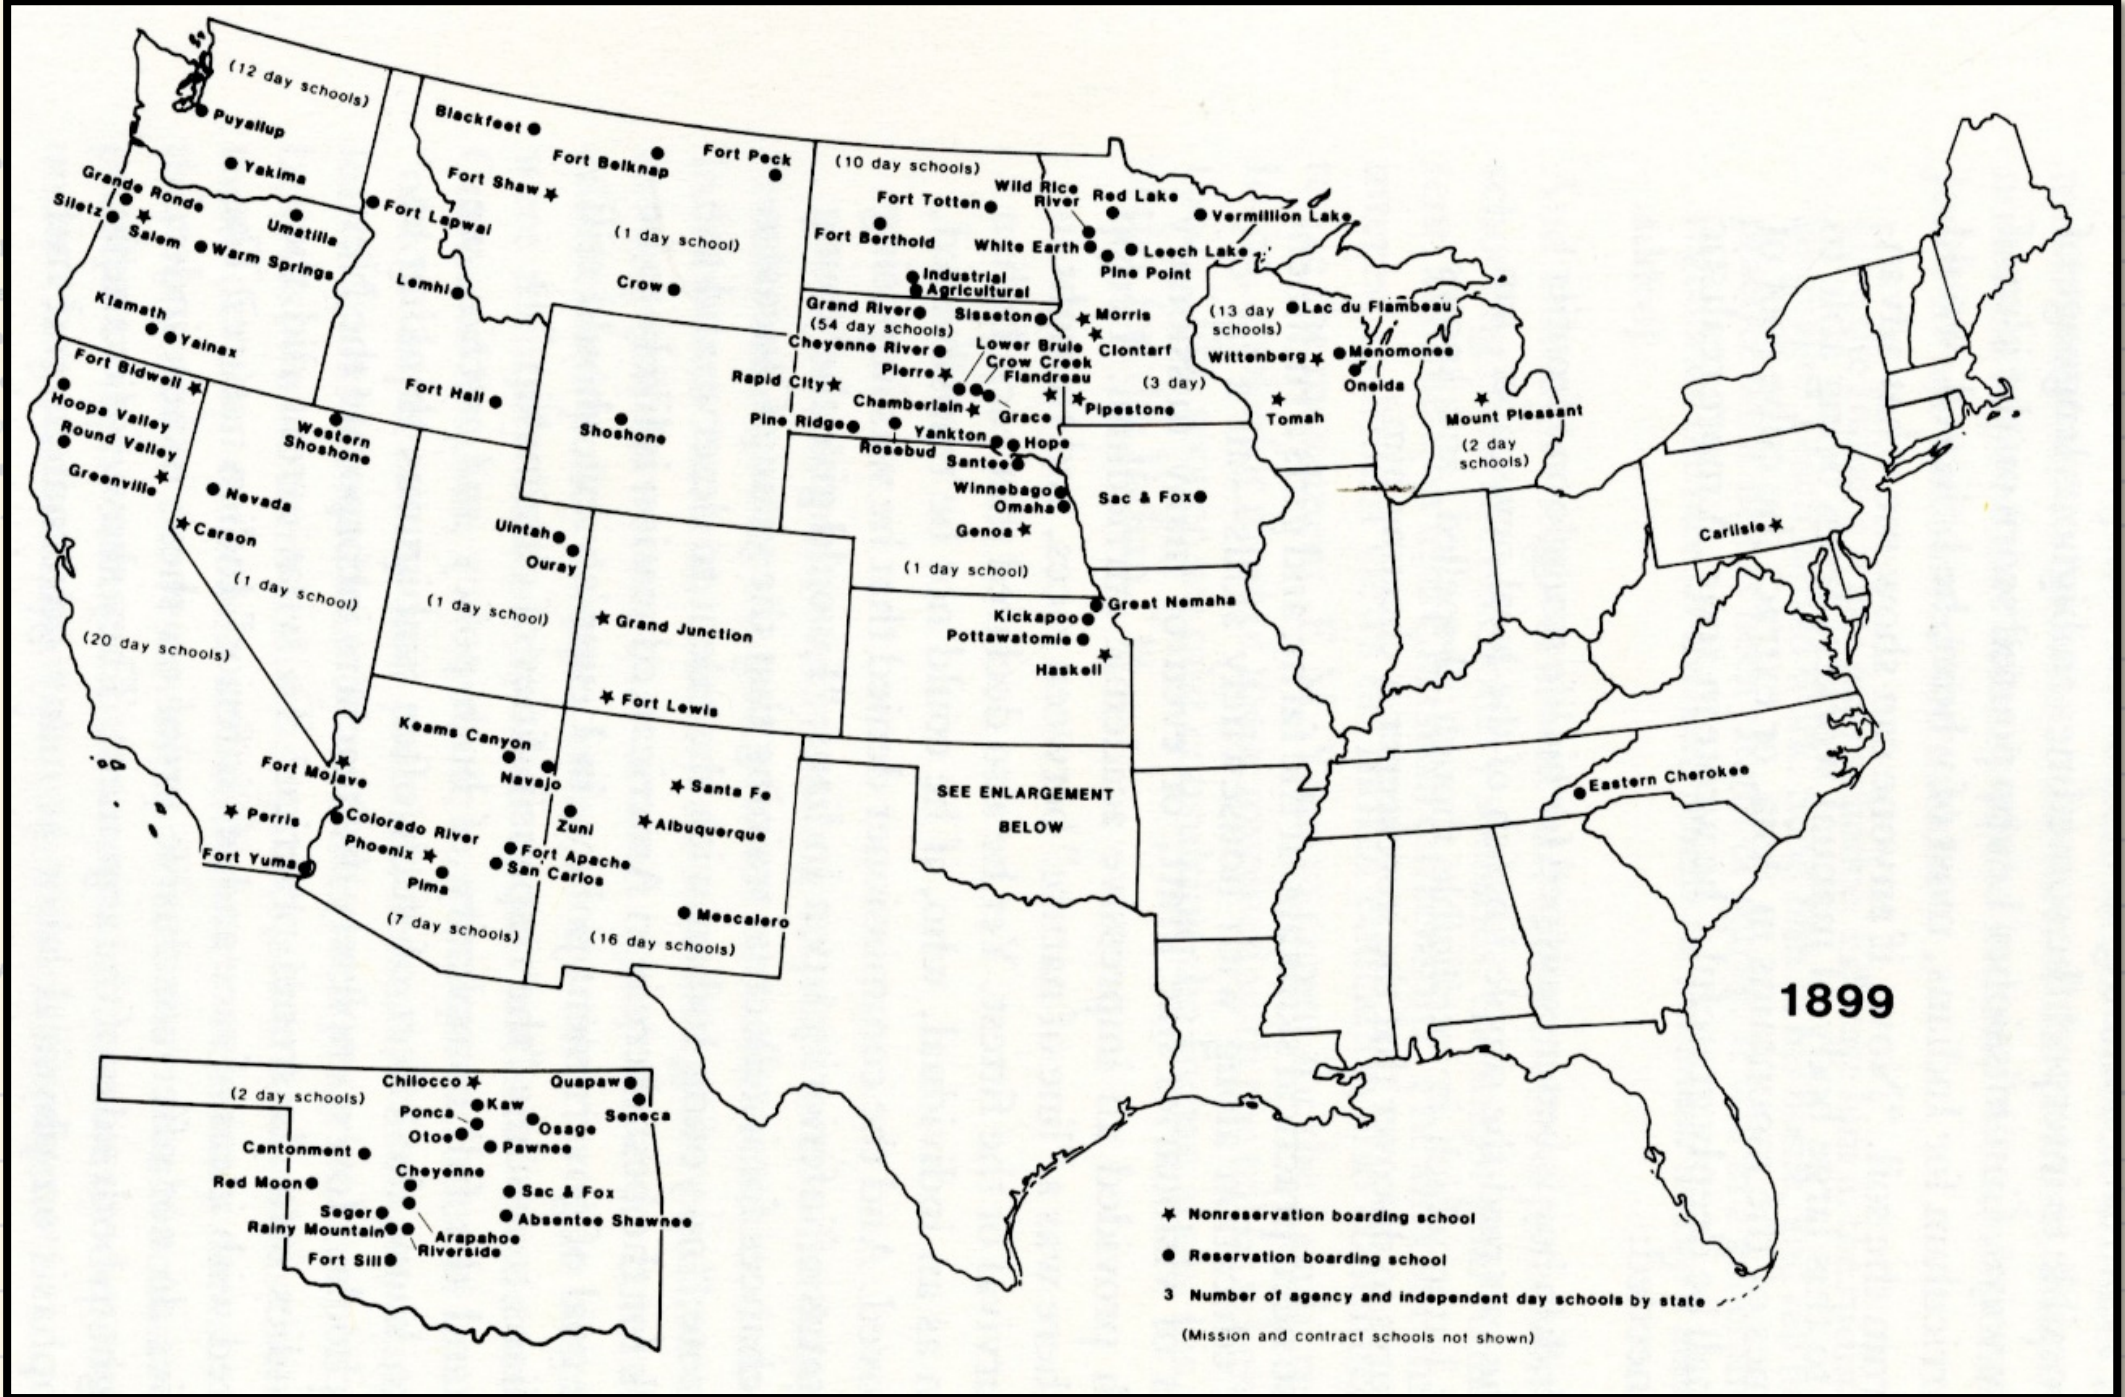 (12 day schools)
Puyallup
Yakima
Grande Ronde
Siletz
Salem
Umatilla
Warm Springs
Klamath
Yainax
Blackfeet
Fort Belknap
Fort Peck
Fort Shaw
Fort Lapwai
(1 day school)
Lemhi
Crow
Fort Hall
(10 day schools)
Fort Totten
Fort Berthold
Industrial
Agricultural
Wild Rice
River
Red Lake
Vermillion Lake
White Earth
Leech Lake
Pine Point
Grand River
(54 day schools)
Sisseton
Morris
Clontarf
Cheyenne River
Lower Brule
Crow Creek
Flandreau
Pierre
Rapid City
Chamberlain
Grace
(3 day)
Pipestone
Pine Ridge
Rosebud
Yankton
Hope
Santee
(13 day
schools)
Lac du Flambeau
Wittenberg
Menomonee
Oneida
Tomah
Mount Pleasant
(2 day
schools)
Fort Bidwell
Hoopa Valley
Round Valley
Greenville
Western
Shoshone
Nevada
Carson
(1 day school)
(20 day schools)
Shoshone
Uintah
Ouray
(1 day school)
Winnebago
Omaha
Genoa
(1 day school)
Sac & Fox
Carlisle
Grand Junction
Fort Lewis
Great Nemaha
Kickapoo
Pottawatomie
Haskell
Keams Canyon
Navajo
Fort Mojave
Perris
Colorado River
Phoenix
Fort Yuma
Pima
Fort Apache
San Carlos
(7 day schools)
Zuni
Santa Fe
Albuquerque
Mescalero
(16 day schools)
SEE ENLARGEMENT
BELOW
Eastern Cherokee
1899
(2 day schools)
Chilocco
Quapaw
Seneca
Kaw
Ponca
Osage
Otoe
Pawnee
Cantonment
Cheyenne
Red Moon
Sac & Fox
Seger
Absentee Shawnee
Rainy Mountain
Arapahoe
Riverside
Fort Sill
Nonreservation boarding school
Reservation boarding school
3 Number of agency and independent day schools by state
(Mission and contract schools not shown)